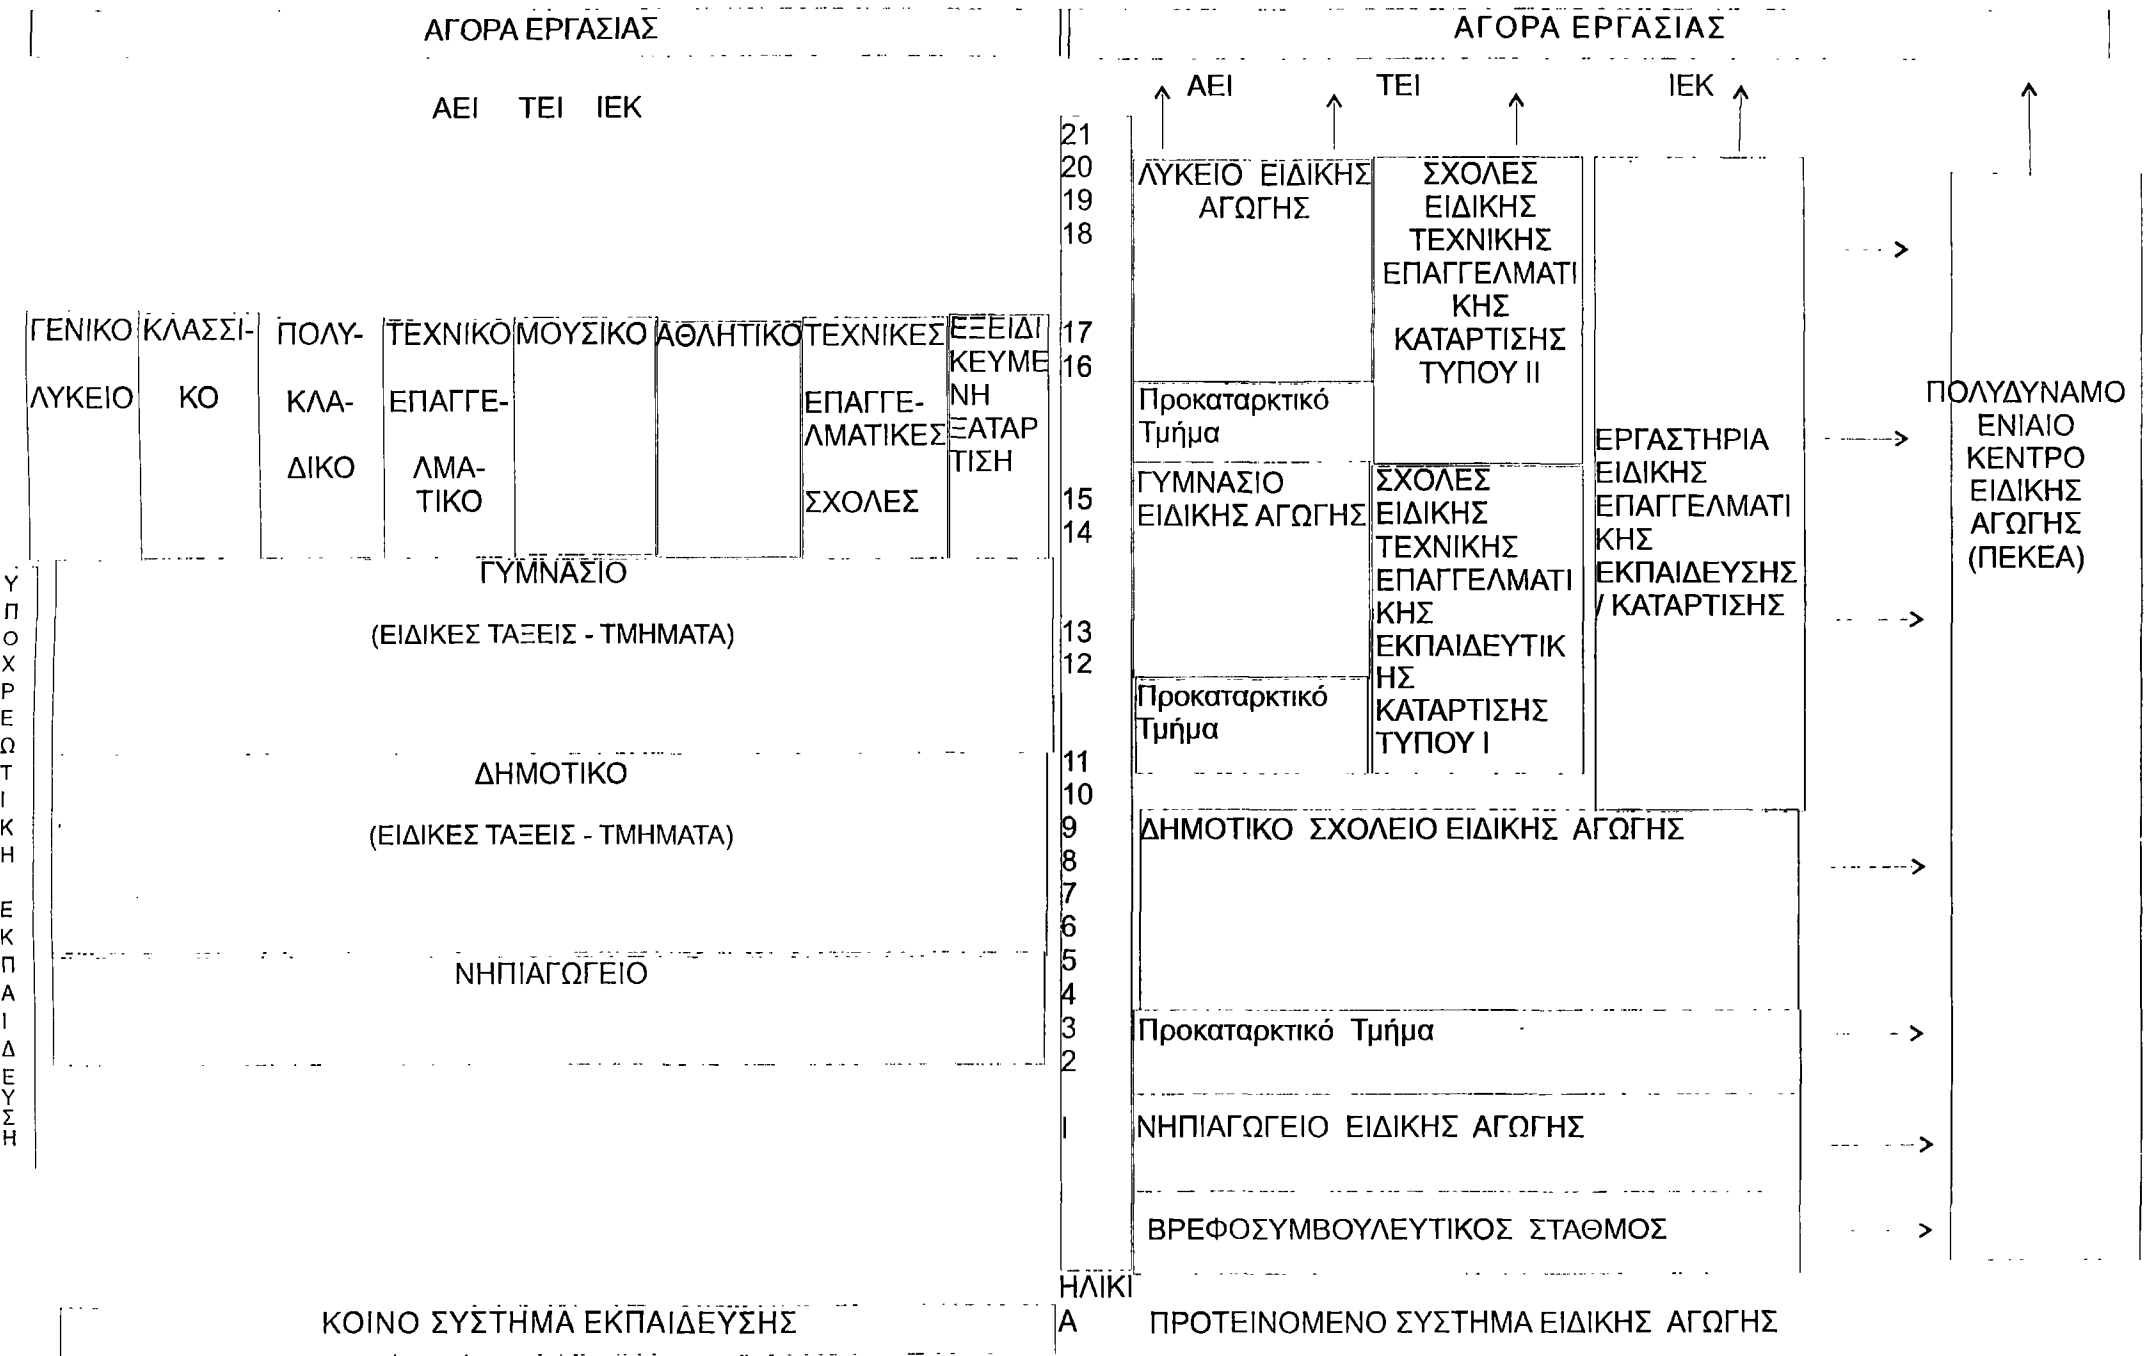 ΑΓΟΡΑ ΕΡΓΑΣΙΑΣ
ΑΕΙ ΤΕΙ ΙΕΚ
ΓΕΝΙΚΟ
ΛΥΚΕΙΟ
ΚΛΑΣΣΙ-
ΚΟ
ΠΟΛΥ-
ΚΛΑ-
ΔΙΚΟ
ΤΕΧΝΙΚΟ
ΕΠΑΓΓΕ-
ΛΜΑ-
ΤΙΚΟ
ΜΟΥΣΙΚΟ
ΑΘΛΗΤΙΚΟ
ΤΕΧΝΙΚΕΣ
ΕΠΑΓΓΕ-
ΛΜΑΤΙΚΕΣ
ΣΧΟΛΕΣ
ΕΞΕΙΔΙ
ΚΕΥΜΕ
ΝΗ
ΞΑΤΑΡ
ΤΙΣΗ
ΥΠΟΧΡΕΩΤΙΚΗ ΕΚΠΑΙΔΕΥΣΗ
ΓΥΜΝΑΣΙΟ
(ΕΙΔΙΚΕΣ ΤΑΞΕΙΣ - ΤΜΗΜΑΤΑ)
ΔΗΜΟΤΙΚΟ
(ΕΙΔΙΚΕΣ ΤΑΞΕΙΣ - ΤΜΗΜΑΤΑ)
ΝΗΠΙΑΓΩΓΕΙΟ
ΚΟΙΝΟ ΣΥΣΤΗΜΑ ΕΚΠΑΙΔΕΥΣΗΣ
21
20
19
18
17
16
15
14
13
12
11
10
9
8
7
6
5
4
3
2
Ι
ΗΛΙΚΙ
Α
ΑΓΟΡΑ ΕΡΓΑΣΙΑΣ
ΑΕΙ ΤΕΙ ΙΕΚ
ΛΥΚΕΙΟ ΕΙΔΙΚΗΣ
ΑΓΩΓΗΣ
Προκαταρκτικό
Τμήμα
ΓΥΜΝΑΣΙΟ
ΕΙΔΙΚΗΣ ΑΓΩΓΗΣ
Προκαταρκτικό
Τμήμα
ΣΧΟΛΕΣ
ΕΙΔΙΚΗΣ
ΤΕΧΝΙΚΗΣ
ΕΠΑΓΓΕΛΜΑΤΙ
ΚΗΣ
ΚΑΤΑΡΤΙΣΗΣ
ΤΥΠΟΥ ΙΙ
ΣΧΟΛΕΣ
ΕΙΔΙΚΗΣ
ΤΕΧΝΙΚΗΣ
ΕΠΑΓΓΕΛΜΑΤΙ
ΚΗΣ
ΕΚΠΑΙΔΕΥΤΙΚ
ΗΣ
ΚΑΤΑΡΤΙΣΗΣ
ΤΥΠΟΥ Ι
ΕΡΓΑΣΤΗΡΙΑ
ΕΙΔΙΚΗΣ
ΕΠΑΓΓΕΛΜΑΤΙ
ΚΗΣ
ΕΚΠΑΙΔΕΥΣΗΣ
/ ΚΑΤΑΡΤΙΣΗΣ
ΠΟΛΥΔΥΝΑΜΟ
ΕΝΙΑΙΟ
ΚΕΝΤΡΟ
ΕΙΔΙΚΗΣ
ΑΓΩΓΗΣ
(ΠΕΚΕΑ)
ΔΗΜΟΤΙΚΟ ΣΧΟΛΕΙΟ ΕΙΔΙΚΗΣ ΑΓΩΓΗΣ
Προκαταρκτικό Τμήμα
ΝΗΠΙΑΓΩΓΕΙΟ ΕΙΔΙΚΗΣ ΑΓΩΓΗΣ
ΒΡΕΦΟΣΥΜΒΟΥΛΕΥΤΙΚΟΣ ΣΤΑΘΜΟΣ
ΠΡΟΤΕΙΝΟΜΕΝΟ ΣΥΣΤΗΜΑ ΕΙΔΙΚΗΣ ΑΓΩΓΗΣ